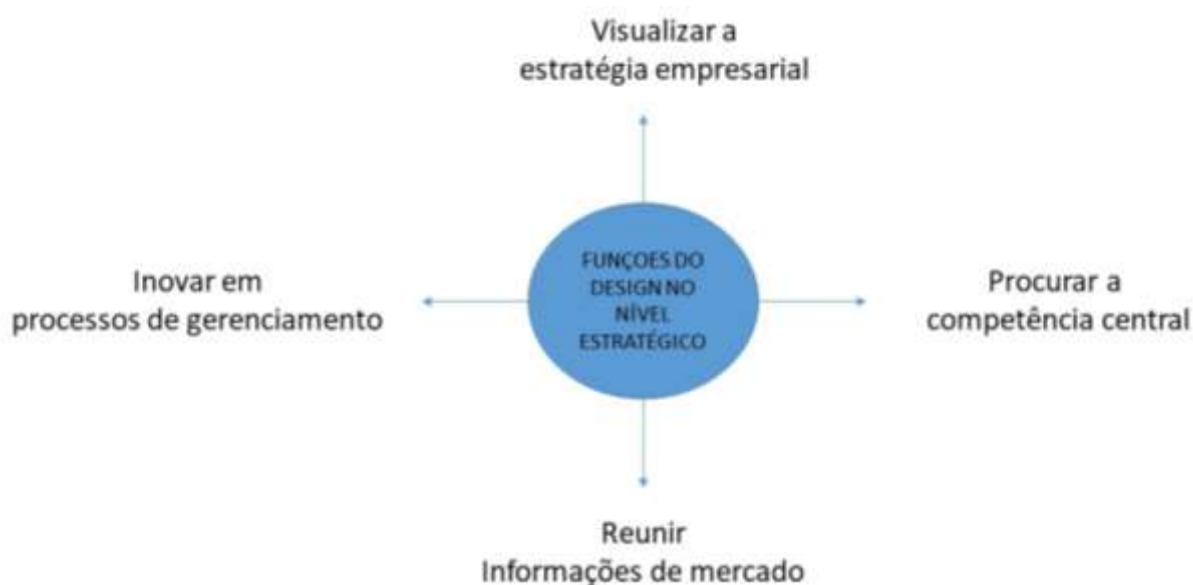 Visualizar a
estratégia empresarial
Inovar em
processos de gerenciamento
FUNÇOES DO
DESIGN NO
NÍVEL
ESTRATÉGICO
Procurar a
competência central
Reunir
Informações de mercado